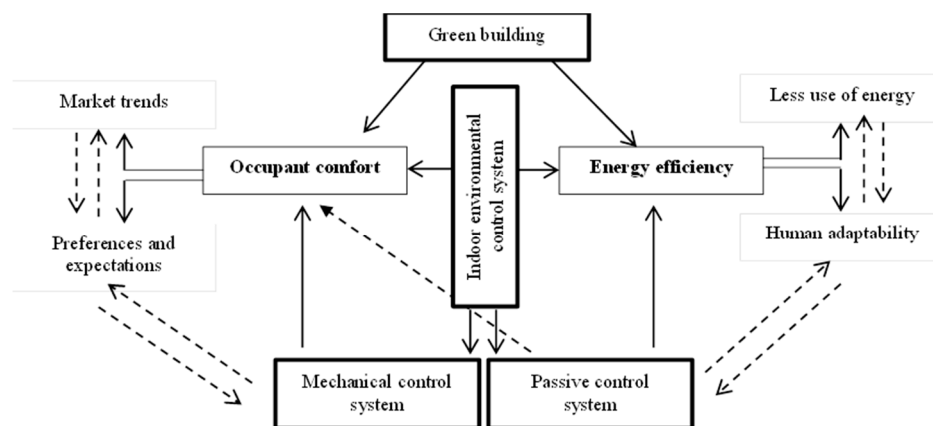 Green building
Market trends
Less use of energy
Occupant comfort
Indoor environmental
control system
Energy efficiency
Preferences and
expectations
Human adaptability
Mechanical control
system
Passive control
system